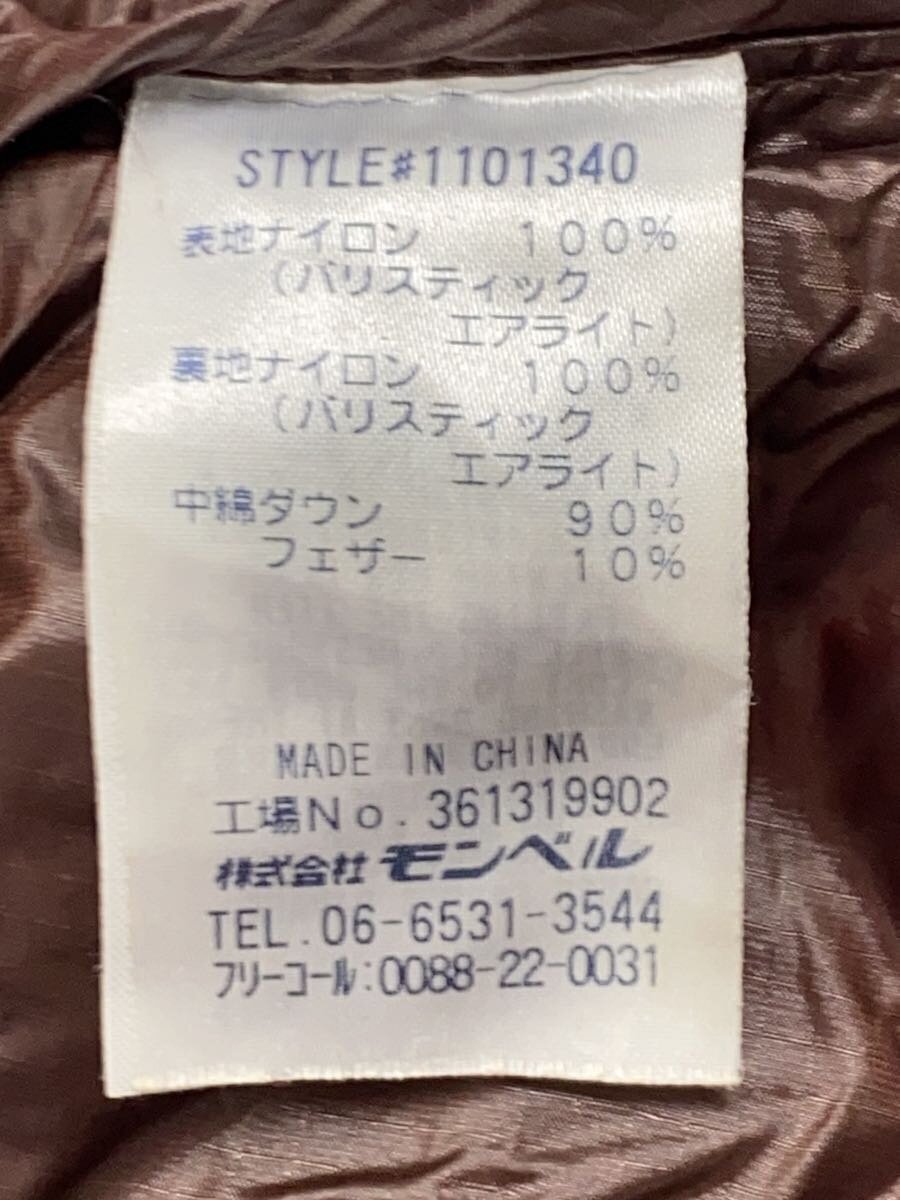 STYLE#1101340
表地ナイロン 100%
(バリスティック
エアライト)
裏地ナイロン 100%
(バリスティック
エアライト)
中綿ダウン 90%
フェザー 10%
MADE IN CHINA
工場No.361319902
株式会社モンベル
TEL.06-6531-3544
フリーコール:0088-22-0031